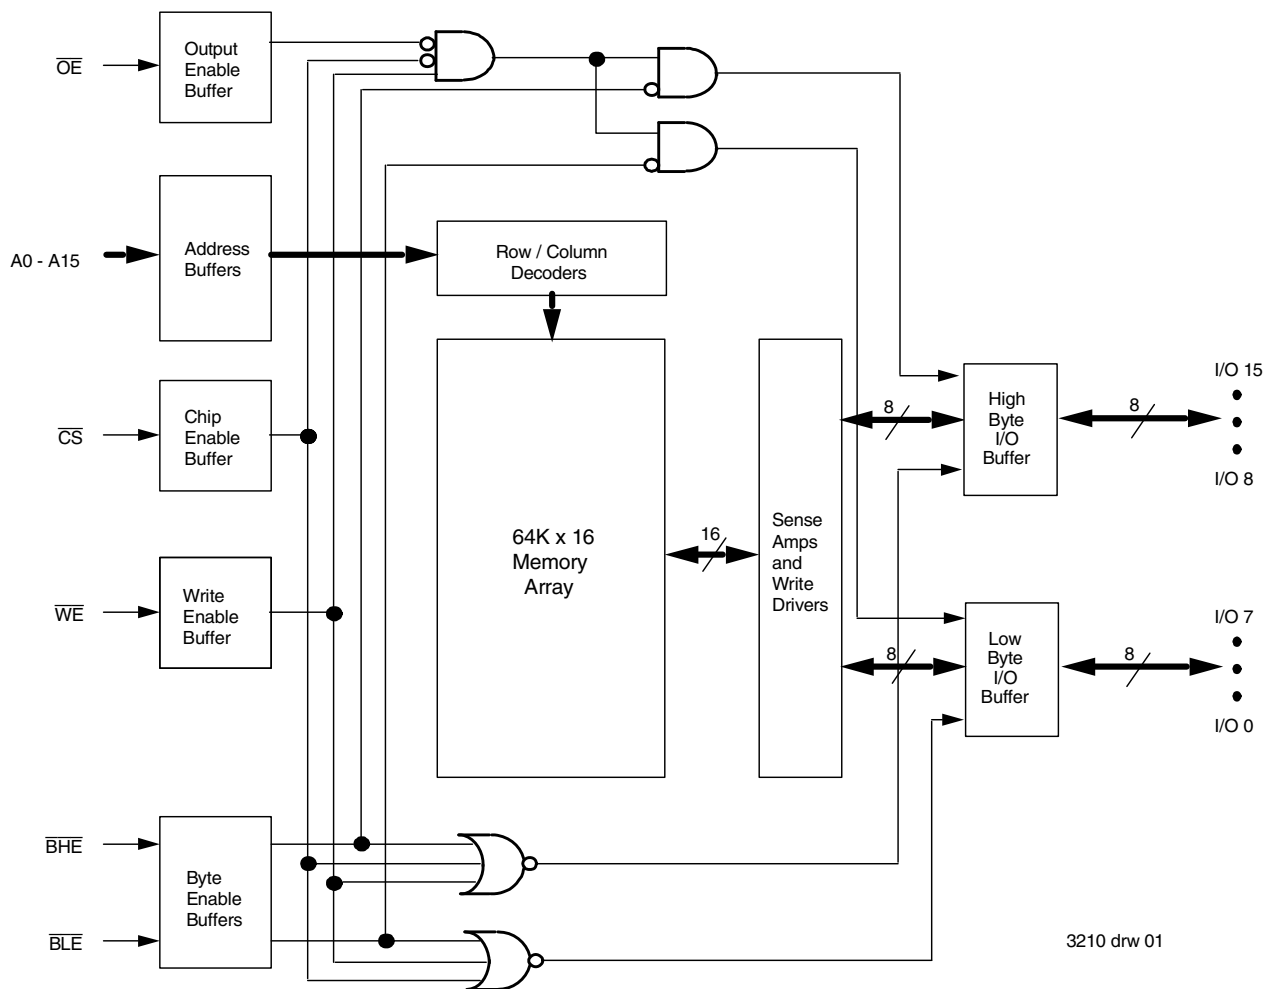 OE
Output
Enable
Buffer
A0 - A15
Address
Buffers
Row / Column
Decoders
CS
Chip
Enable
Buffer
WE
Write
Enable
Buffer
64K x 16
Memory
Array
16
Sense
Amps
and
Write
Drivers
8
High
Byte
I/O
Buffer
8
I/O 15
I/O 8
8
Low
Byte
I/O
Buffer
8
I/O 7
I/O 0
BHE
BLE
Byte
Enable
Buffers
3210 drw 01